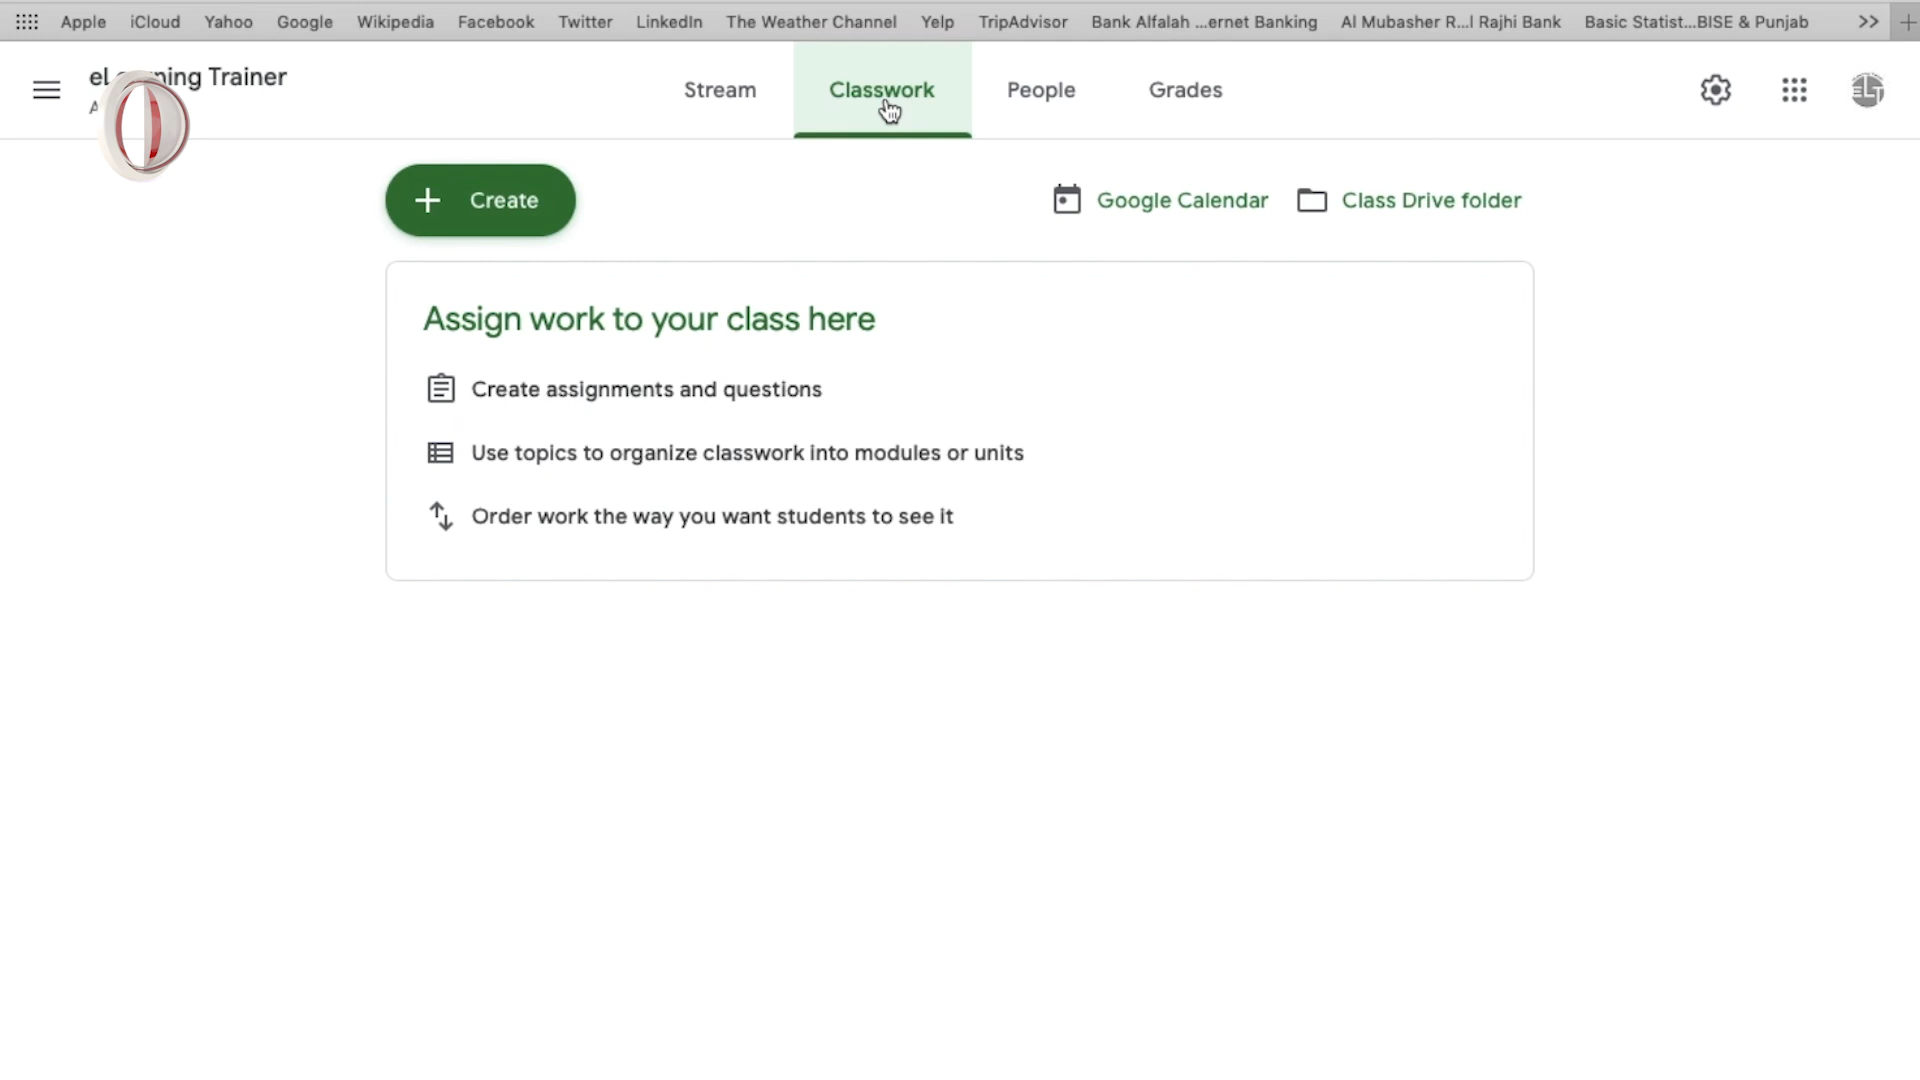 Apple iCloud Yahoo Google Wikipedia Facebook Twitter LinkedIn The Weather Channel Yelp TripAdvisor Bank Alfalah ...ernet Banking Al Mubasher R...l Rajhi Bank Basic Statist...BISE & Punjab >>
Trainer
Stream Classwork People Grades
ELT
+ Create
Google Calendar Class Drive folder
Assign work to your class here
Create assignments and questions
Use topics to organize classwork into modules or units
Order work the way you want students to see it